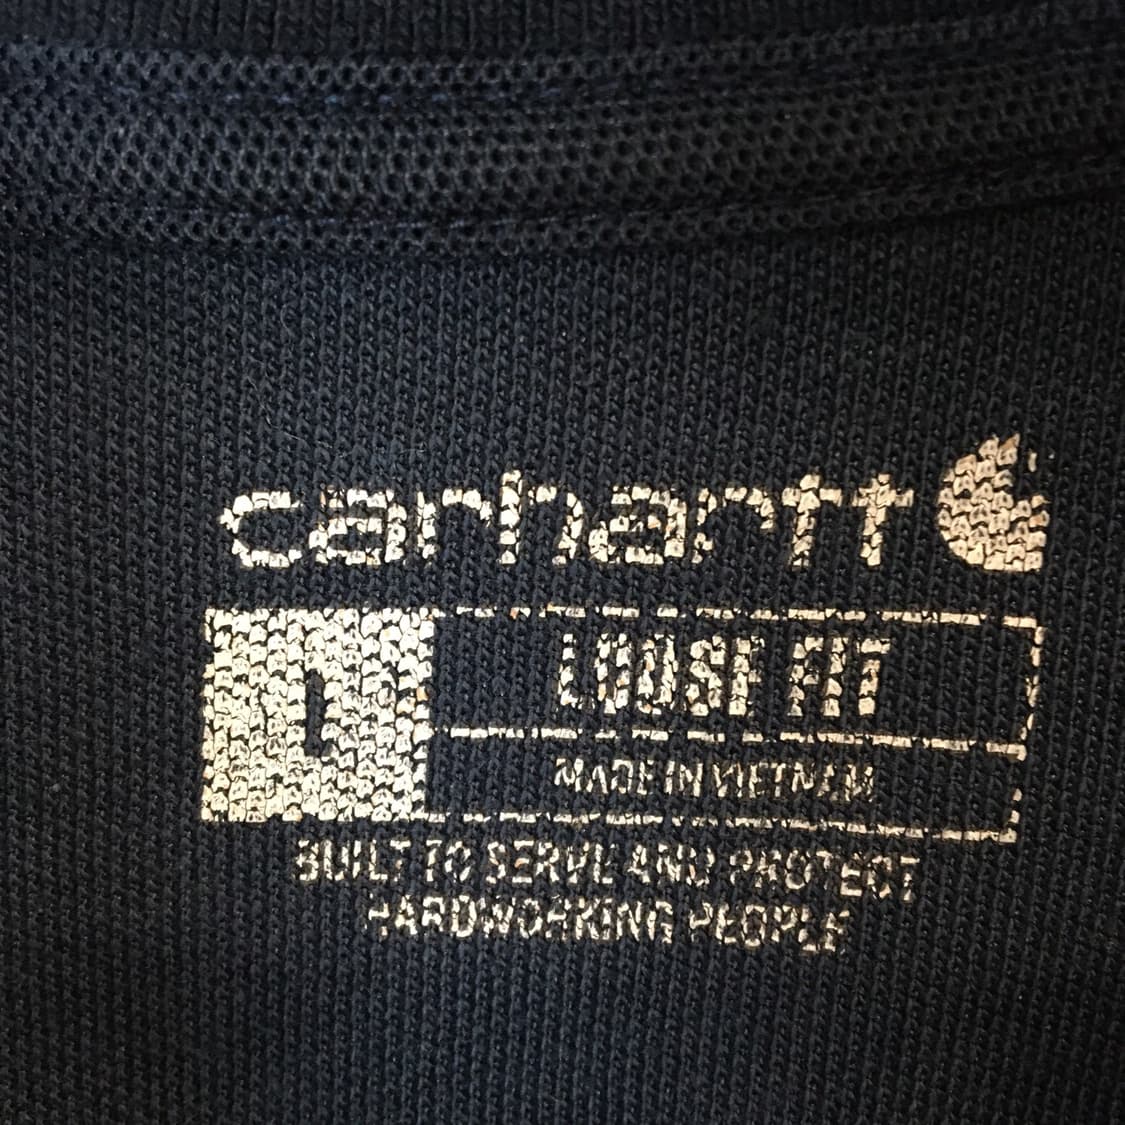 carhartt
L
LOOSE FIT
MADE IN VIETNAM
BUILT TO SERVE AND PROTECT
HARDWORKING PEOPLE